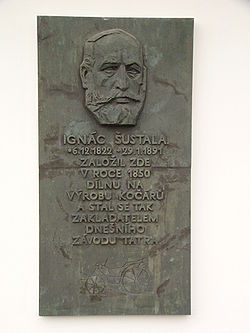 IGNÁC ŠUSTALA
*6.12.1822 - 29.1.1891
ZALOŽIL ZDE
V ROCE 1850
DÍLNU NA
VÝROBU KOČARŮ
A STAL SE TAK
ZAKLADATELEM
DNEŠNÍHO
ZÁVODU TATRA